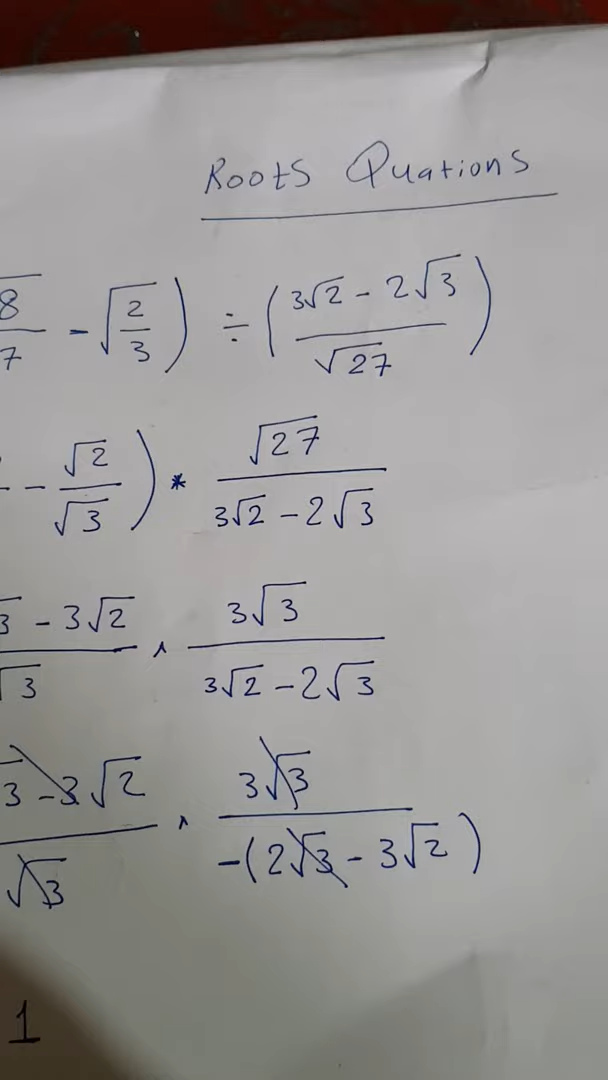 Roots Quations
8/7 - √(2/3) ) ÷ ( (3√2 - 2√3)/√27 )
- √2/√3 ) * √27/(3√2 - 2√3)
3 - 3√2 / √3 · 3√3/(3√2 - 2√3)
3 - 3√2 / √3 · 3√3/(-(2√3 - 3√2))
1